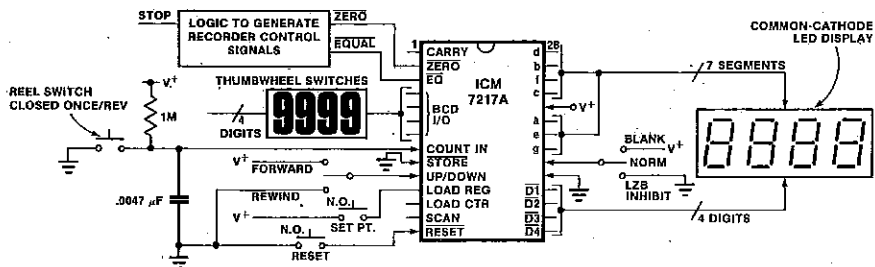 STOP
LOGIC TO GENERATE
RECORDER CONTROL
SIGNALS
ZERO
EQUAL
THUMBWHEEL SWITCHES
9999
4
DIGITS
REEL SWITCH
CLOSED ONCE/REV
V+
1M
.0047 µF
V+
FORWARD
REWIND
V+
N.O.
SET PT.
N.O.
RESET
1
28
ICM
7217A
CARRY
ZERO
EQ
BCD
I/O
COUNT IN
STORE
UP/DOWN
LOAD REG
LOAD CTR
SCAN
RESET
d
b
f
c
V+
a
e
g
D1
D2
D3
D4
7 SEGMENTS
BLANK
V+
NORM
LZB
INHIBIT
4 DIGITS
COMMON-CATHODE
LED DISPLAY
8888